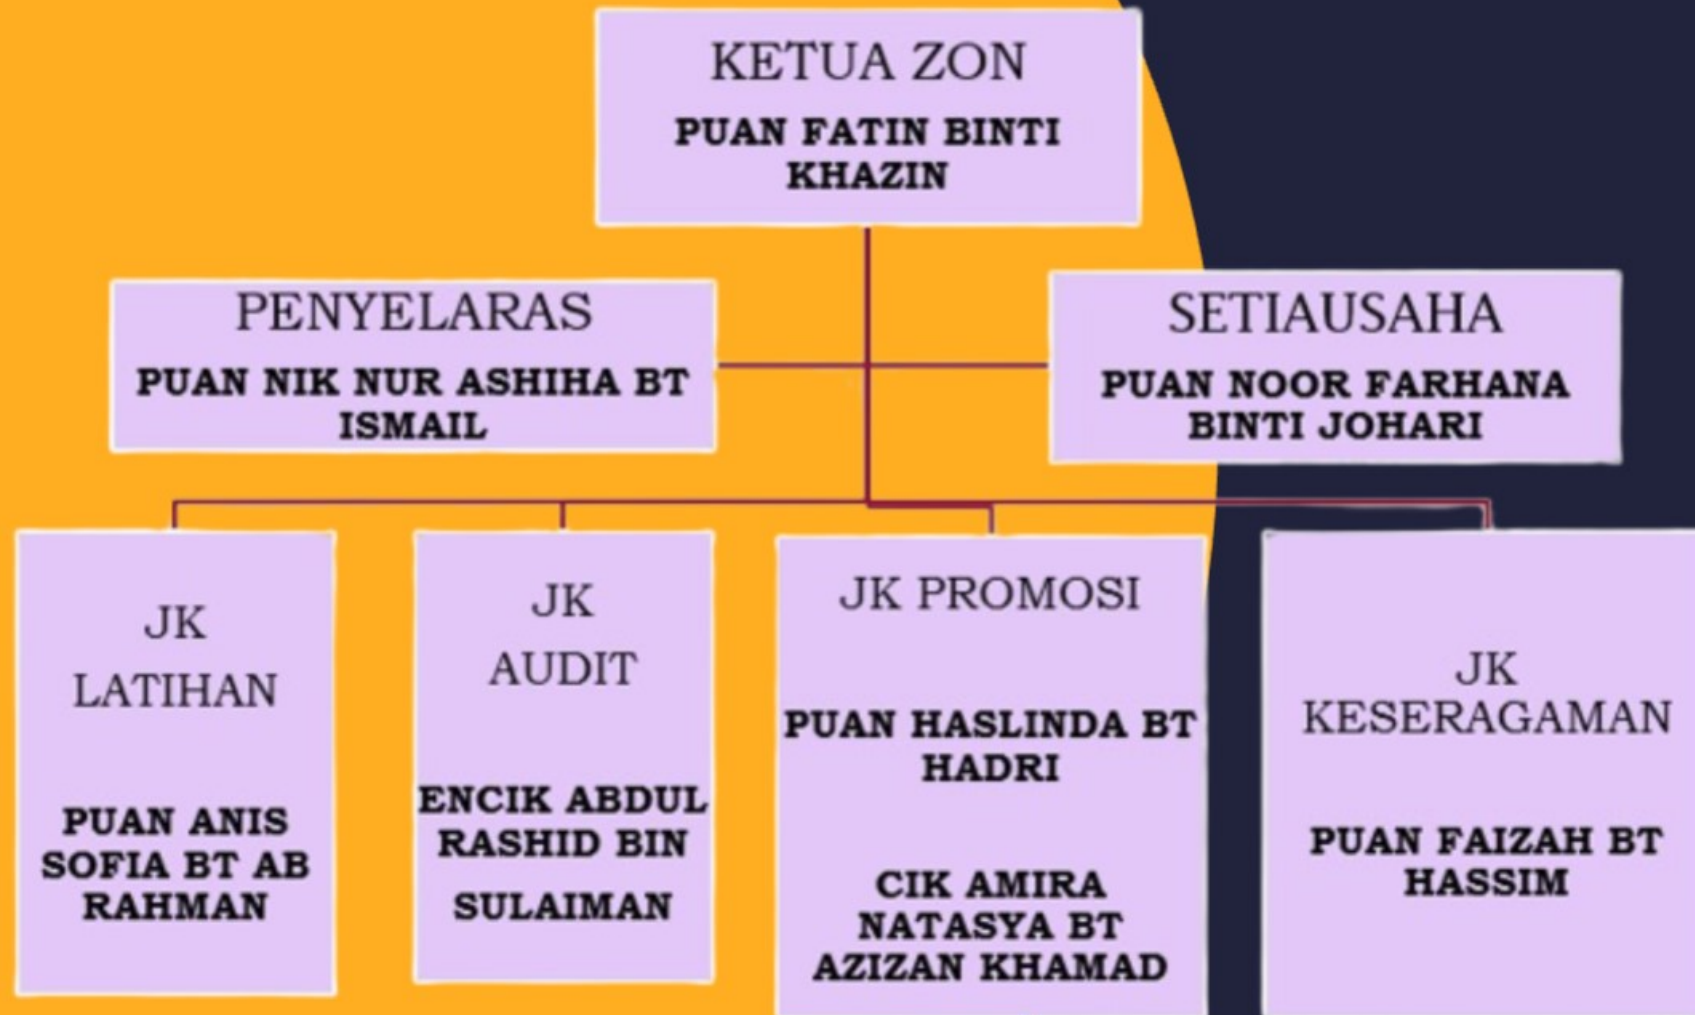 KETUA ZON
PUAN FATIN BINTI
KHAZIN
PENYELARAS
PUAN NIK NUR ASHIHA BT
ISMAIL
SETIAUSAHA
PUAN NOOR FARHANA
BINTI JOHARI
JK
LATIHAN
PUAN ANIS
SOFIA BT AB
RAHMAN
JK
AUDIT
ENCIK ABDUL
RASHID BIN
SULAIMAN
JK PROMOSI
PUAN HASLINDA BT
HADRI
CIK AMIRA
NATASYA BT
AZIZAN KHAMAD
JK
KESERAGAMAN
PUAN FAIZAH BT
HASSIM